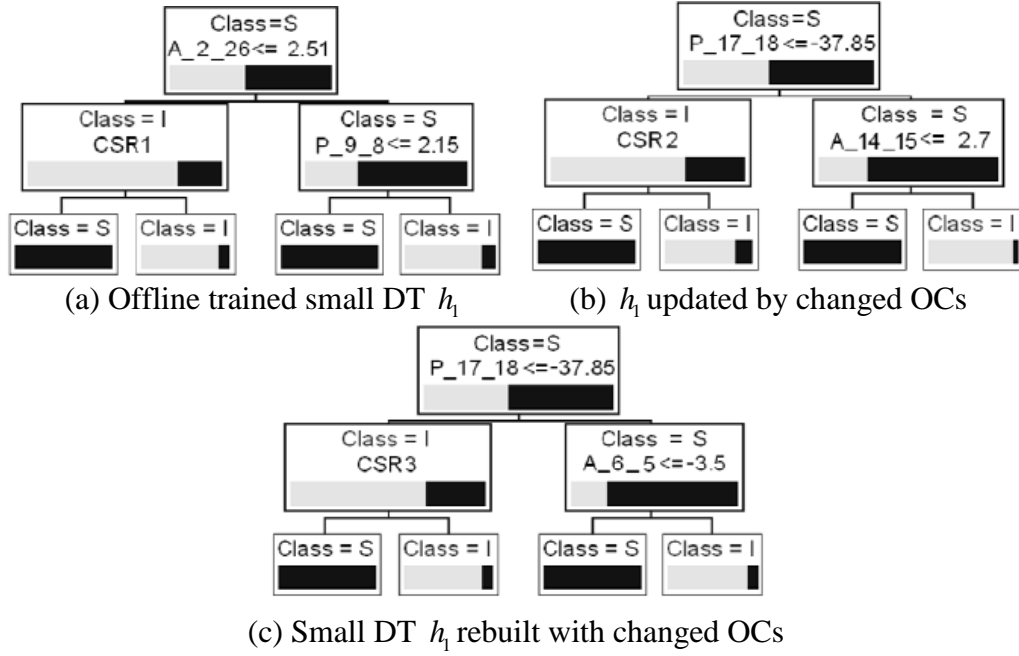 Class=S
A_2_26<= 2.51
Class = I
CSR1
Class = S
P_9_8<= 2.15
Class = S
Class = I
Class = S
Class = I
(a) Offline trained small DT h₁
Class=S
P_17_18<=-37.85
Class = I
CSR2
Class = S
A_14_15<= 2.7
Class = S
Class = I
Class = S
Class = I
(b) h₁ updated by changed OCs
Class=S
P_17_18<=-37.85
Class = I
CSR3
Class = S
A_6_5<=-3.5
Class = S
Class = I
Class = S
Class = I
(c) Small DT h₁ rebuilt with changed OCs